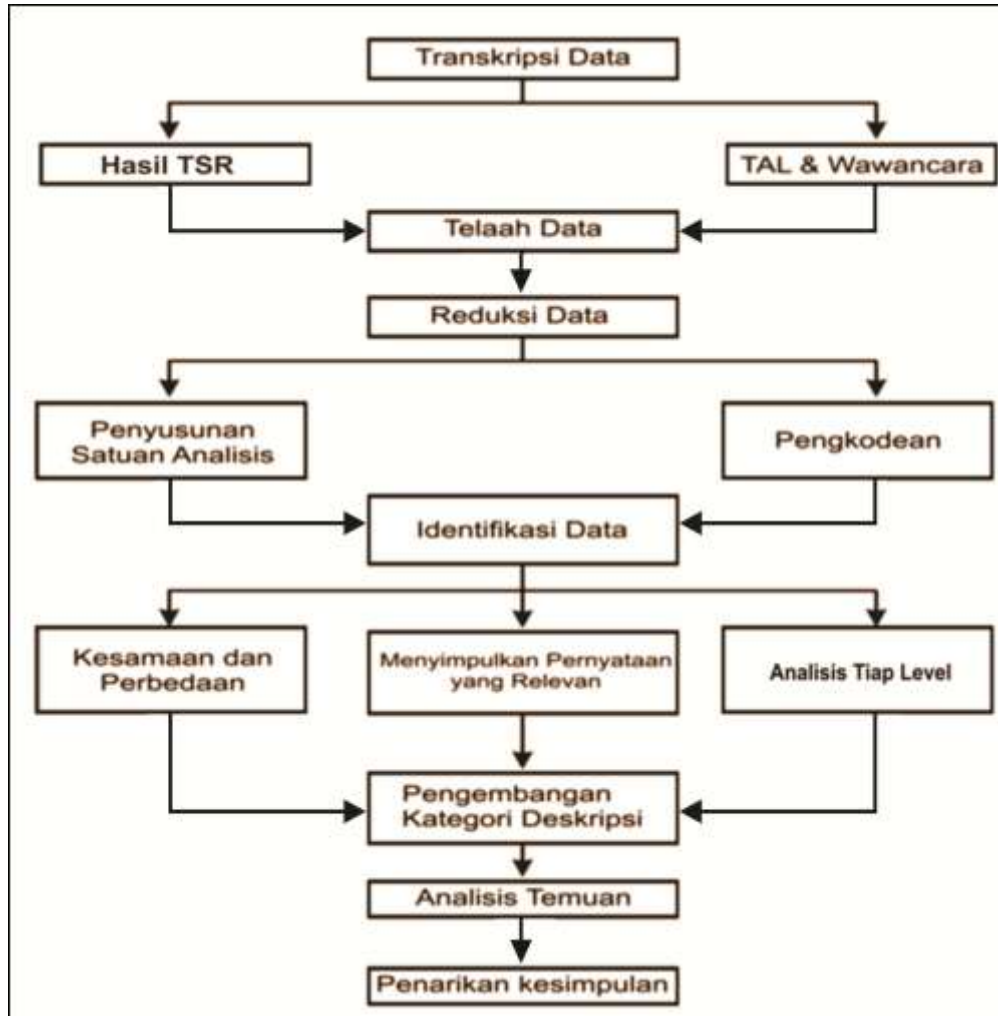 Transkripsi Data
Hasil TSR
TAL & Wawancara
Telaah Data
Reduksi Data
Penyusunan
Satuan Analisis
Pengkodean
Identifikasi Data
Kesamaan dan
Perbedaan
Menyimpulkan Pernyataan
yang Relevan
Analisis Tiap Level
Pengembangan
Kategori Deskripsi
Analisis Temuan
Penarikan kesimpulan